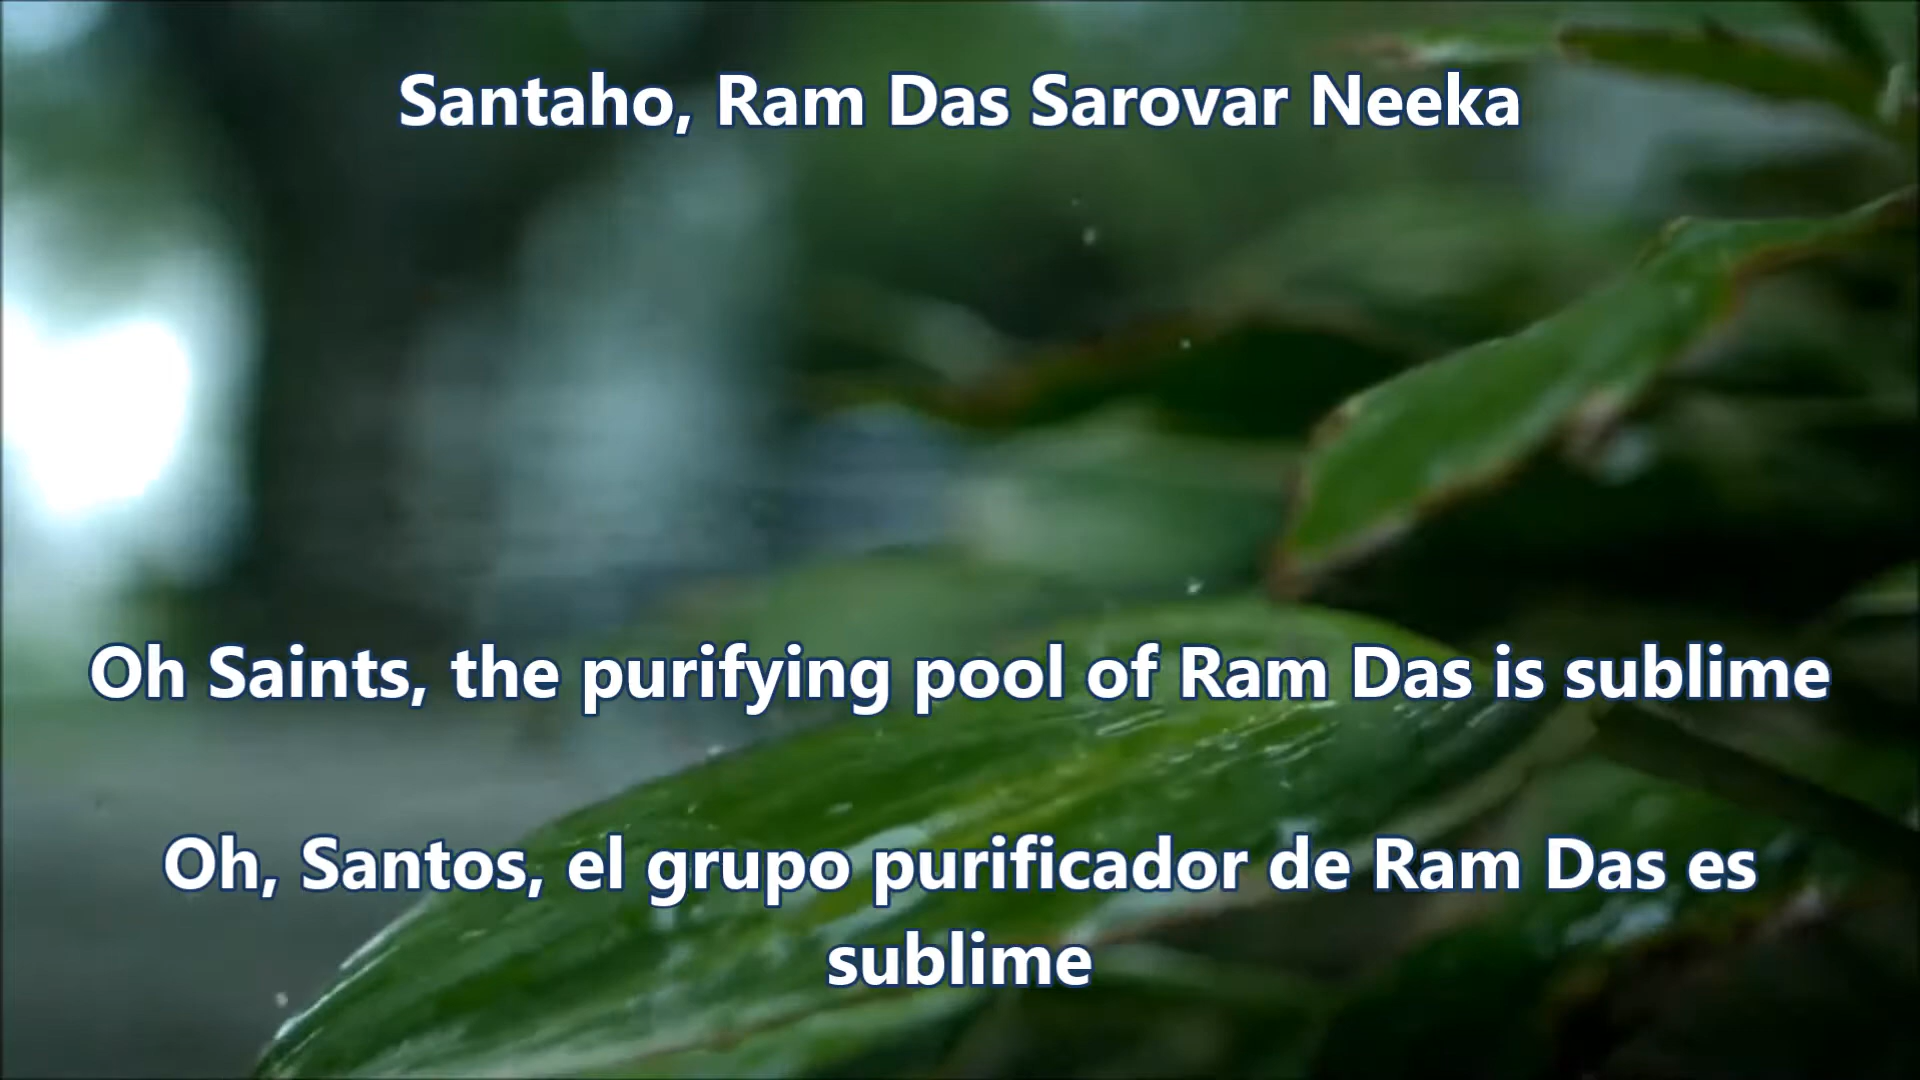 Santaho, Ram Das Sarovar Neeka
Oh Saints, the purifying pool of Ram Das is sublime
Oh, Santos, el grupo purificador de Ram Das es
sublime